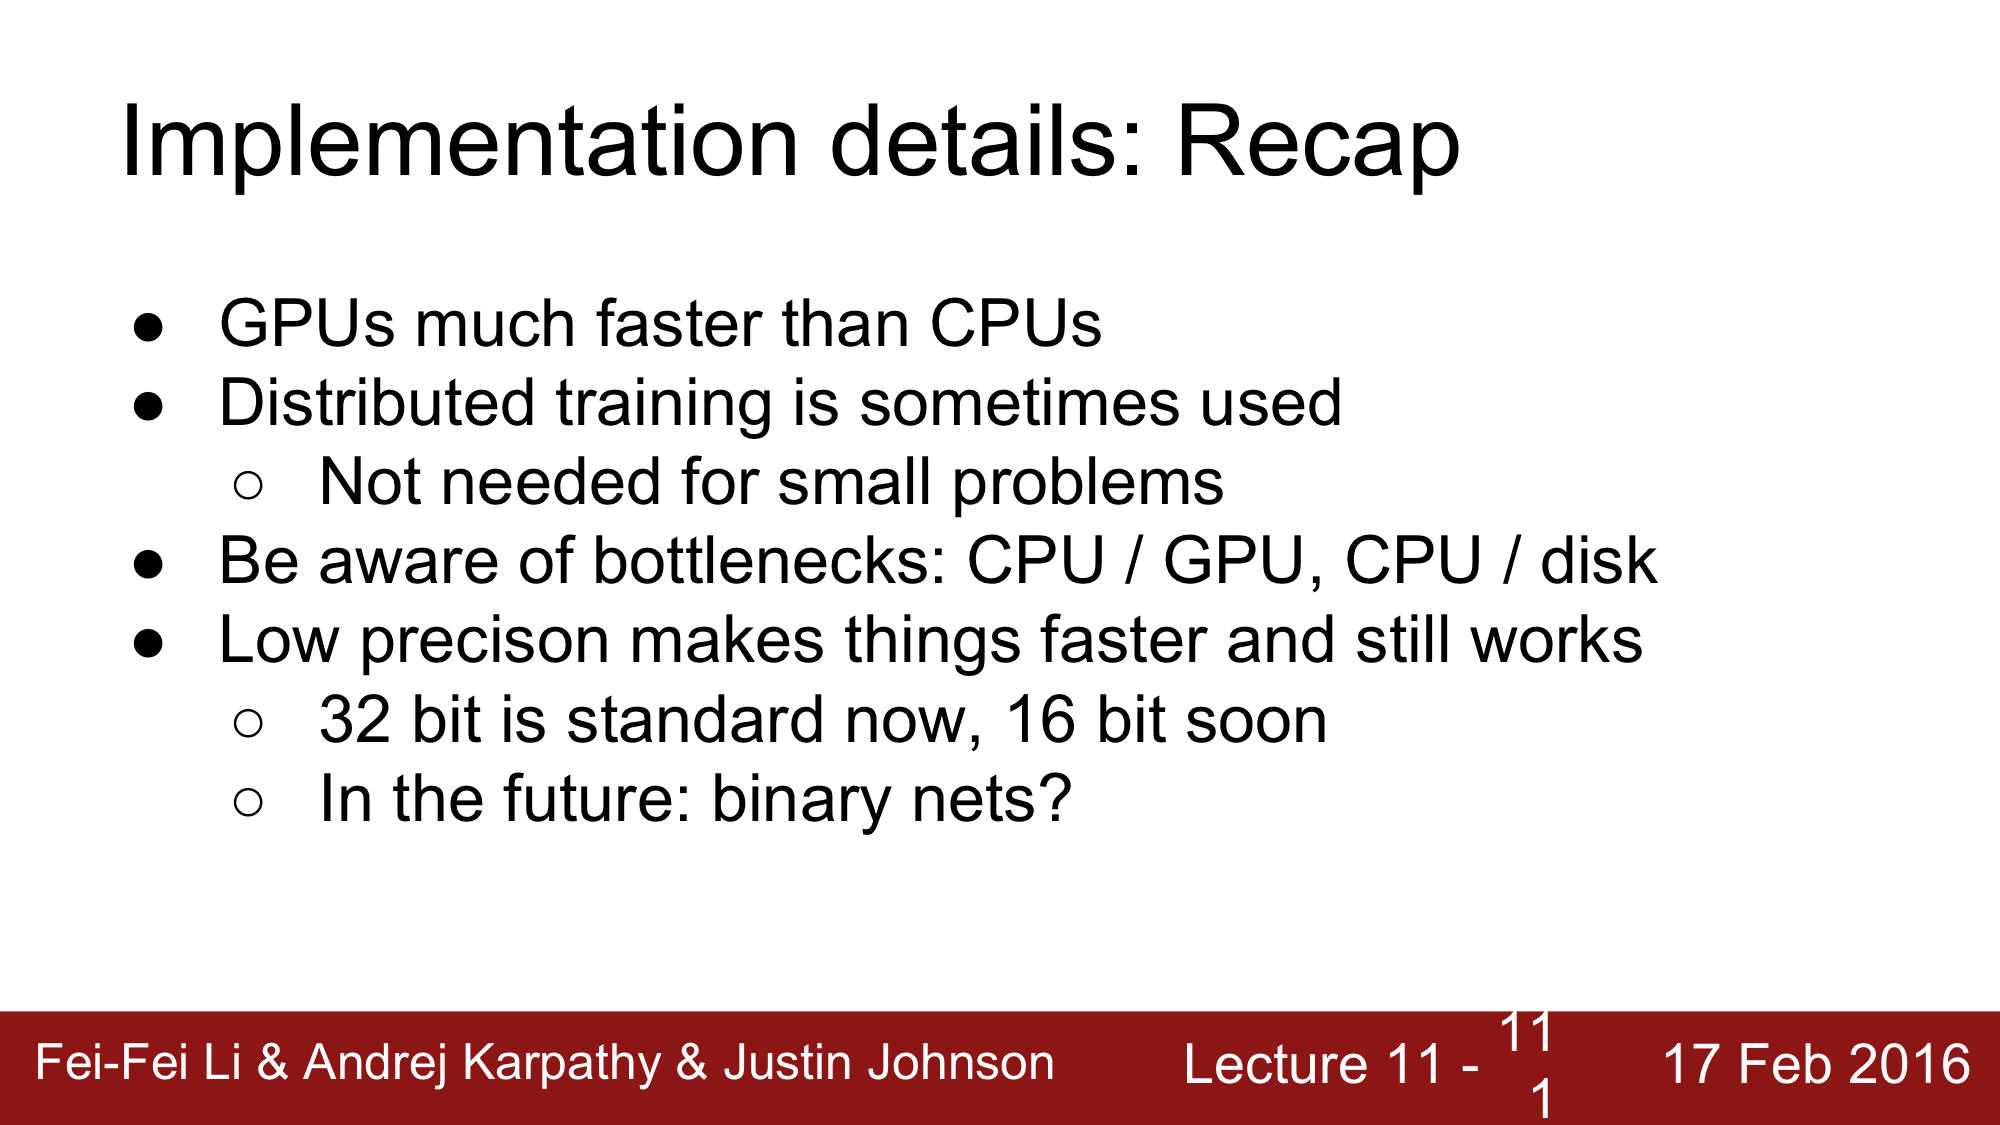 Implementation details: Recap
● GPUs much faster than CPUs
● Distributed training is sometimes used
○ Not needed for small problems
● Be aware of bottlenecks: CPU / GPU, CPU / disk
● Low precison makes things faster and still works
○ 32 bit is standard now, 16 bit soon
○ In the future: binary nets?
Fei-Fei Li & Andrej Karpathy & Justin Johnson
Lecture 11 -
11
1
17 Feb 2016